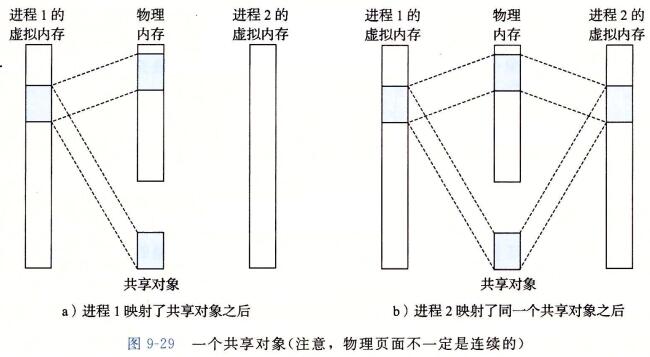 进程1的
虚拟内存
物理
内存
进程2的
虚拟内存
共享对象
a）进程1映射了共享对象之后
进程1的
虚拟内存
物理
内存
进程2的
虚拟内存
共享对象
b）进程2映射了同一个共享对象之后
图 9-29 一个共享对象(注意，物理页面不一定是连续的)